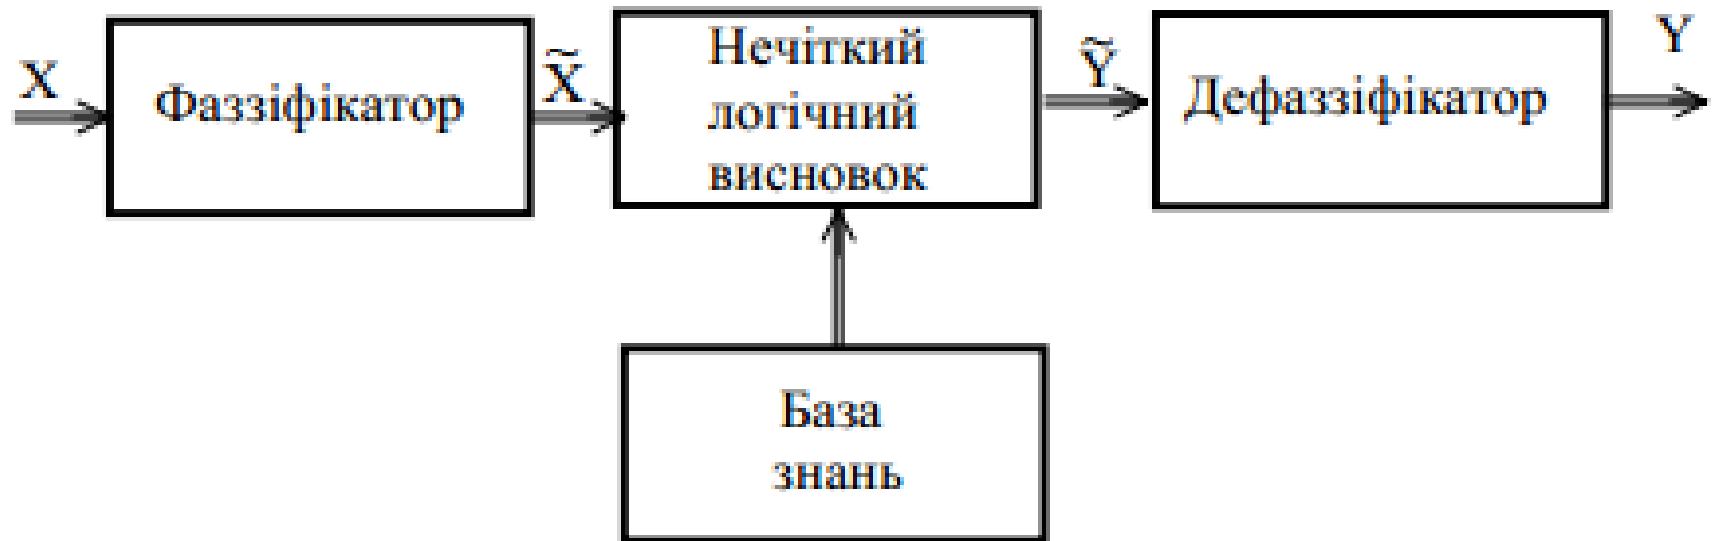 X
Фаззіфікатор
X̃
Нечіткий
логічний
висновок
Ỹ
Дефаззіфікатор
Y
База
знань